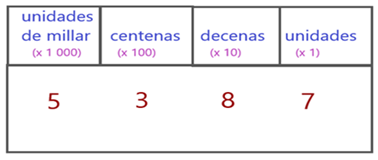 unidades de millar (x 1 000)
centenas (x 100)
decenas (x 10)
unidades (x 1)
5 3 8 7